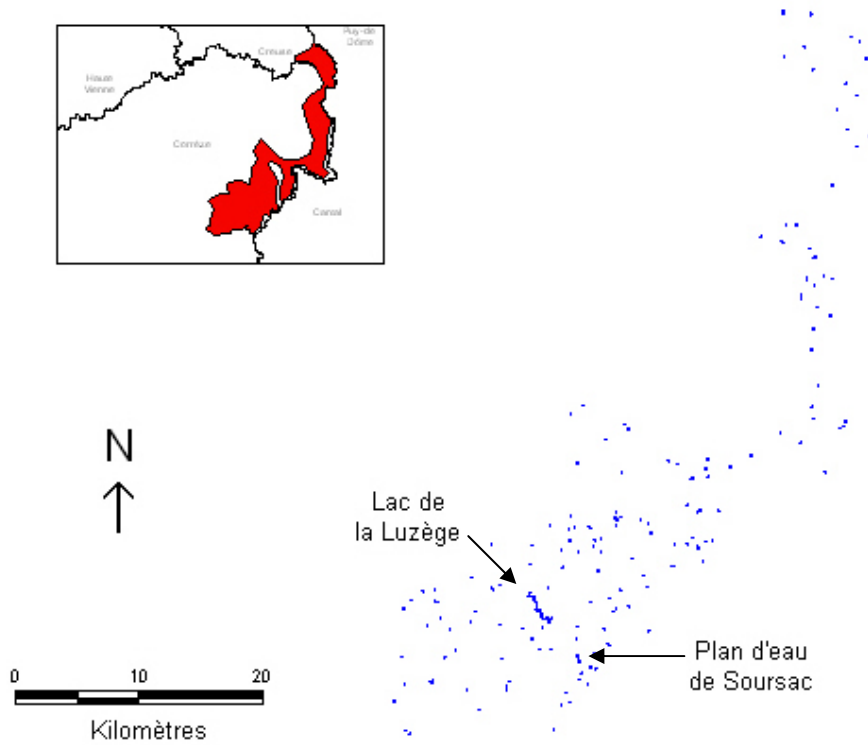 Puy-de
Dôme
Creuse
Haute
Vienne
Corrèze
Cantal
N
Lac de
la Luzège
Plan d'eau
de Soursac
0 10 20
Kilomètres